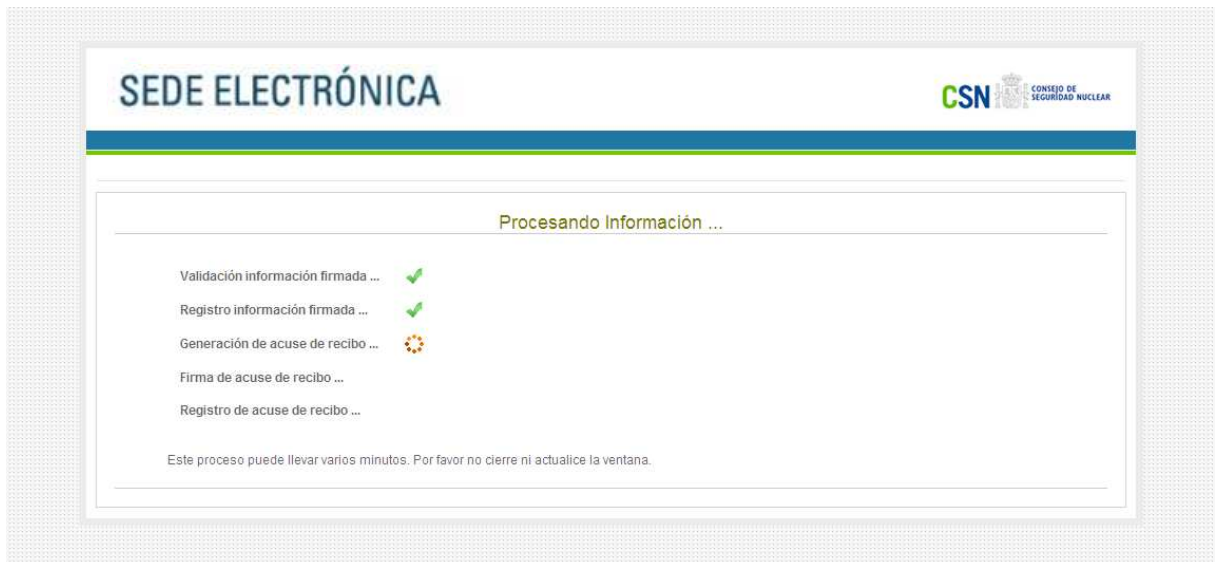 SEDE ELECTRÓNICA
CSN
CONSEJO DE
SEGURIDAD NUCLEAR
Procesando Información ...
Validación información firmada ...
Registro información firmada ...
Generación de acuse de recibo ...
Firma de acuse de recibo ...
Registro de acuse de recibo ...
Este proceso puede llevar varios minutos. Por favor no cierre ni actualice la ventana.